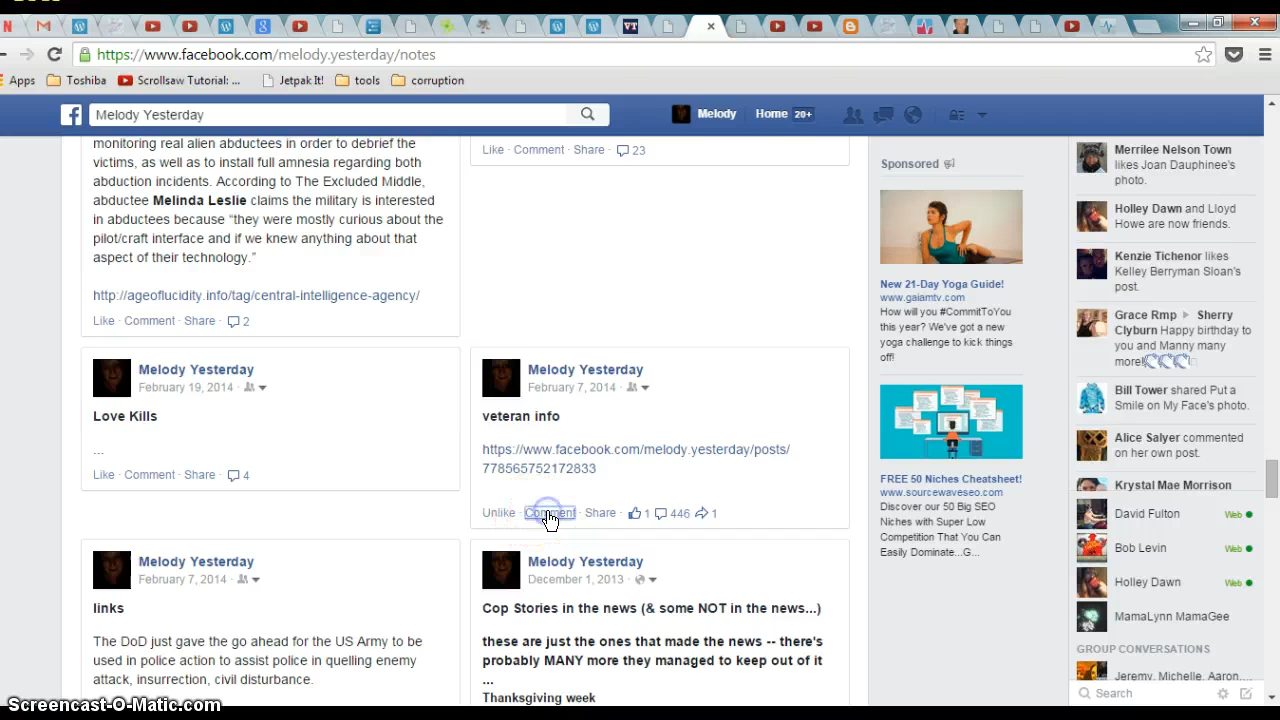 VT
https://www.facebook.com/melody.yesterday/notes
Apps
Toshiba
Scrollsaw Tutorial: ...
Jetpak It!
tools
corruption
Melody Yesterday
Melody
Home 20+
monitoring real alien abductees in order to debrief the
victims, as well as to install full amnesia regarding both
abduction incidents. According to The Excluded Middle,
abductee Melinda Leslie claims the military is interested
in abductees because “they were mostly curious about the
pilot/craft interface and if we knew anything about that
aspect of their technology.”
http://ageoflucidity.info/tag/central-intelligence-agency/
Like · Comment · Share · 2
Like · Comment · Share · 23
Melody Yesterday
February 19, 2014 ·
Love Kills
...
Like · Comment · Share · 4
Melody Yesterday
February 7, 2014 ·
veteran info
https://www.facebook.com/melody.yesterday/posts/
778565752172833
Unlike · Comment · Share · 1 446 1
Melody Yesterday
February 7, 2014 ·
links
The DoD just gave the go ahead for the US Army to be
used in police action to assist police in quelling enemy
attack, insurrection, civil disturbance.
Melody Yesterday
December 1, 2013 ·
Cop Stories in the news (& some NOT in the news...)
these are just the ones that made the news -- there's
probably MANY more they managed to keep out of it
...
Thanksgiving week
Sponsored
New 21-Day Yoga Guide!
www.gaiamtv.com
How will you #CommitToYou
this year? We've got a new
yoga challenge to kick things
off!
FREE 50 Niches Cheatsheet!
www.sourcewaveseo.com
Discover our 50 Big SEO
Niches with Super Low
Competition That You Can
Easily Dominate...G...
Merrilee Nelson Town
likes Joan Dauphinee's
photo.
Holley Dawn and Lloyd
Howe are now friends.
Kenzie Tichenor likes
Kelley Berryman Sloan's
post.
Grace Rmp Sherry
Clyburn Happy birthday to
you and Manny many
more!
Bill Tower shared Put a
Smile on My Face's photo.
Alice Salyer commented
on her own post.
Krystal Mae Morrison
David Fulton Web
Bob Levin Web
Holley Dawn Web
MamaLynn MamaGee
GROUP CONVERSATIONS
Jeremy, Michelle, Aaron,...
Search
Screencast-O-Matic.com